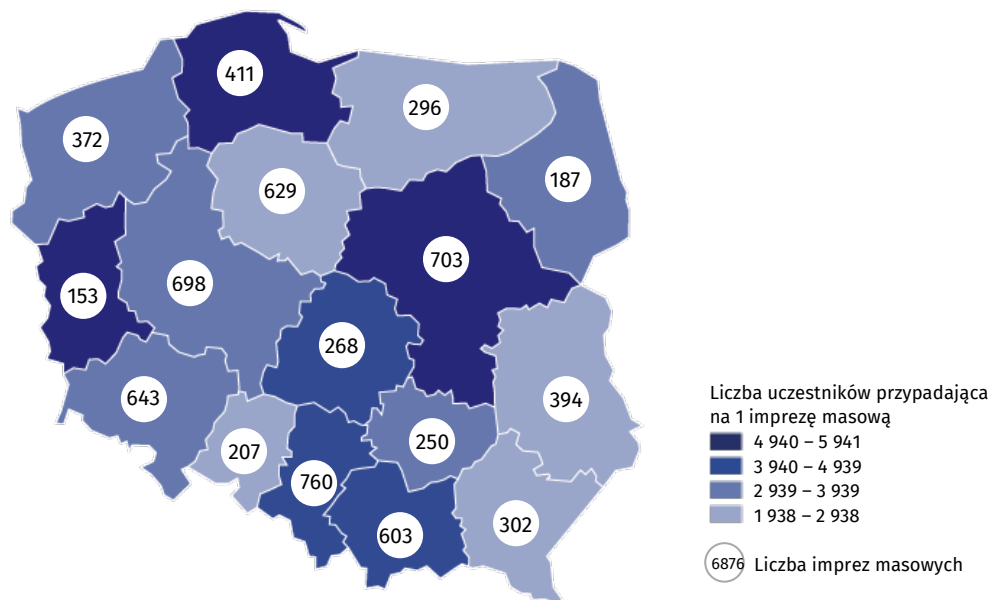 411
296
372
187
629
703
698
153
268
643
394
250
207
760
302
603
Liczba uczestników przypadająca
na 1 imprezę masową
4 940 – 5 941
3 940 – 4 939
2 939 – 3 939
1 938 – 2 938
6876 Liczba imprez masowych